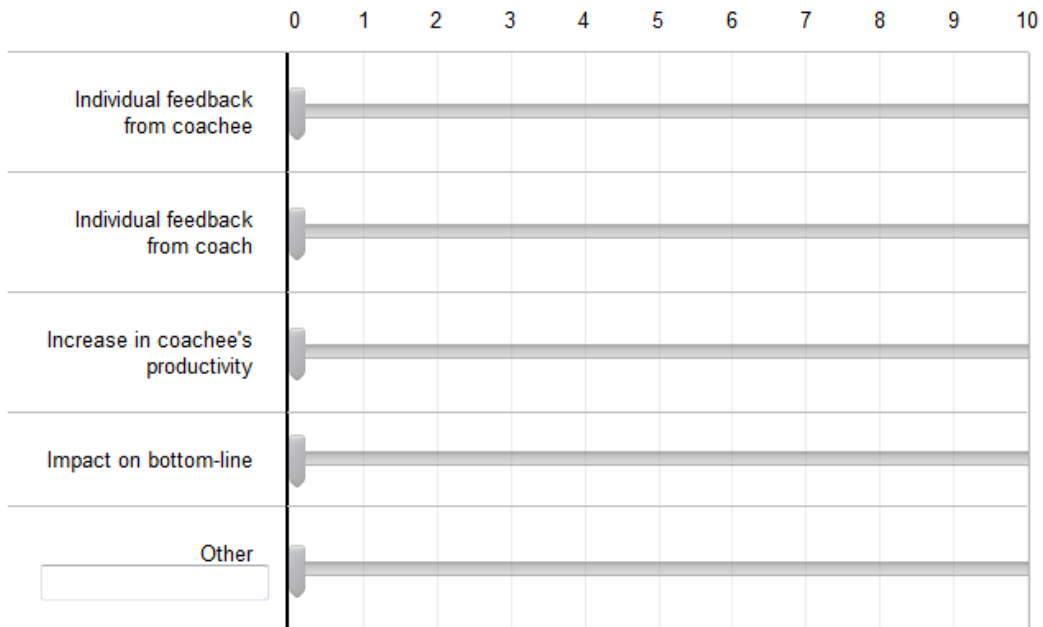 0 1 2 3 4 5 6 7 8 9 10
Individual feedback
from coachee
Individual feedback
from coach
Increase in coachee's
productivity
Impact on bottom-line
Other